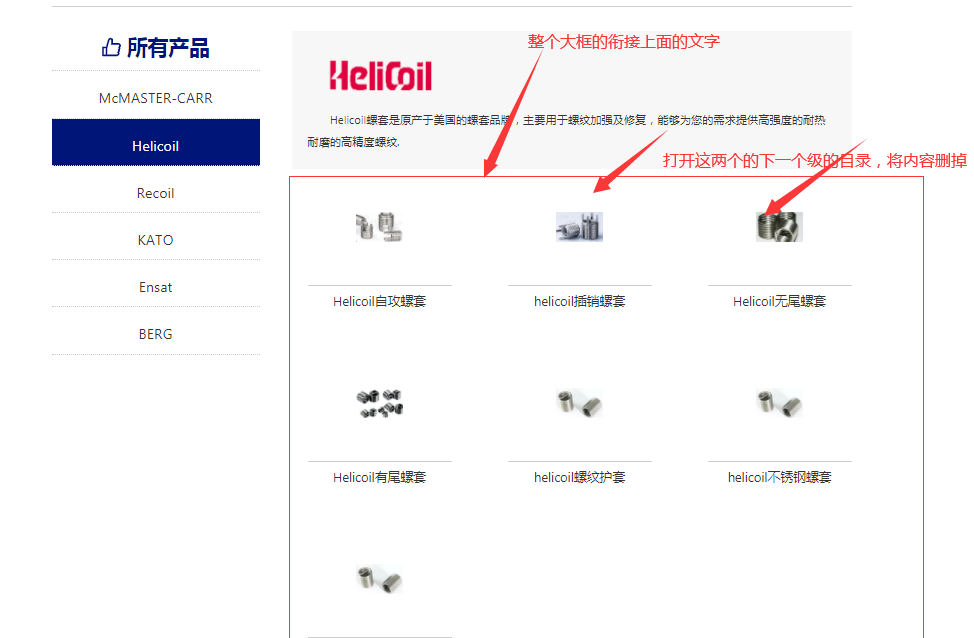 所有产品
McMASTER-CARR
Helicoil
Recoil
KATO
Ensat
BERG
整个大框的衔接上面的文字
HeliCoil
Helicoil螺套是原产于美国的螺套品牌，主要用于螺纹加强及修复，能够为您的需求提供高强度的耐热
耐磨的高精度螺纹.
打开这两个的下一个级的目录，将内容删掉
Helicoil自攻螺套
helicoil插销螺套
Helicoil无尾螺套
Helicoil有尾螺套
helicoil螺纹护套
helicoil不锈钢螺套